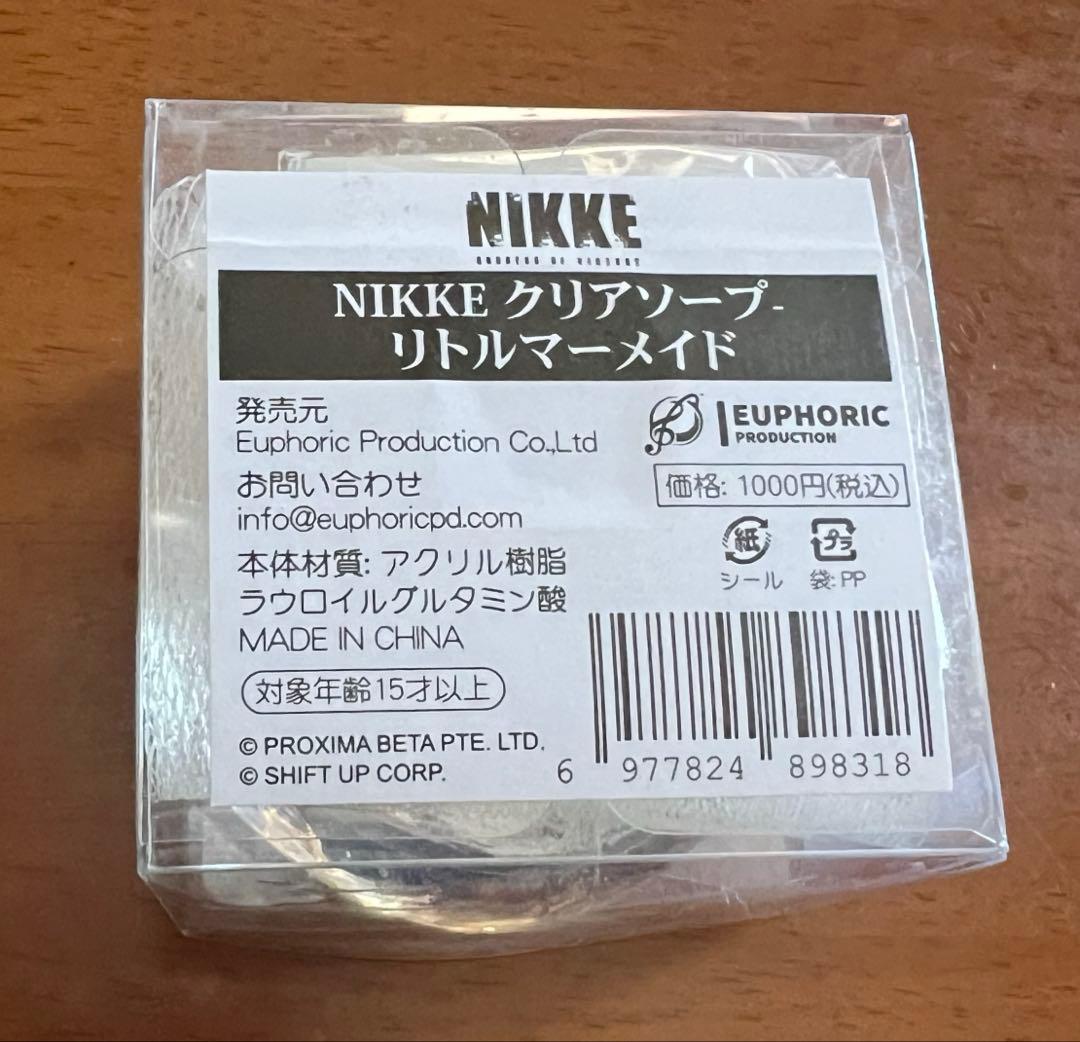 NIKKE
GODDESS OF VICTORY
NIKKE クリアソープ-
リトルマーメイド
発売元
Euphoric Production Co.,Ltd
EUPHORIC
PRODUCTION
お問い合わせ
info@euphoricpd.com
価格: 1000円(税込)
紙
シール
プラ
袋: PP
本体材質: アクリル樹脂
ラウロイルグルタミン酸
MADE IN CHINA
対象年齢15才以上
© PROXIMA BETA PTE. LTD.
© SHIFT UP CORP.
6 977824 898318